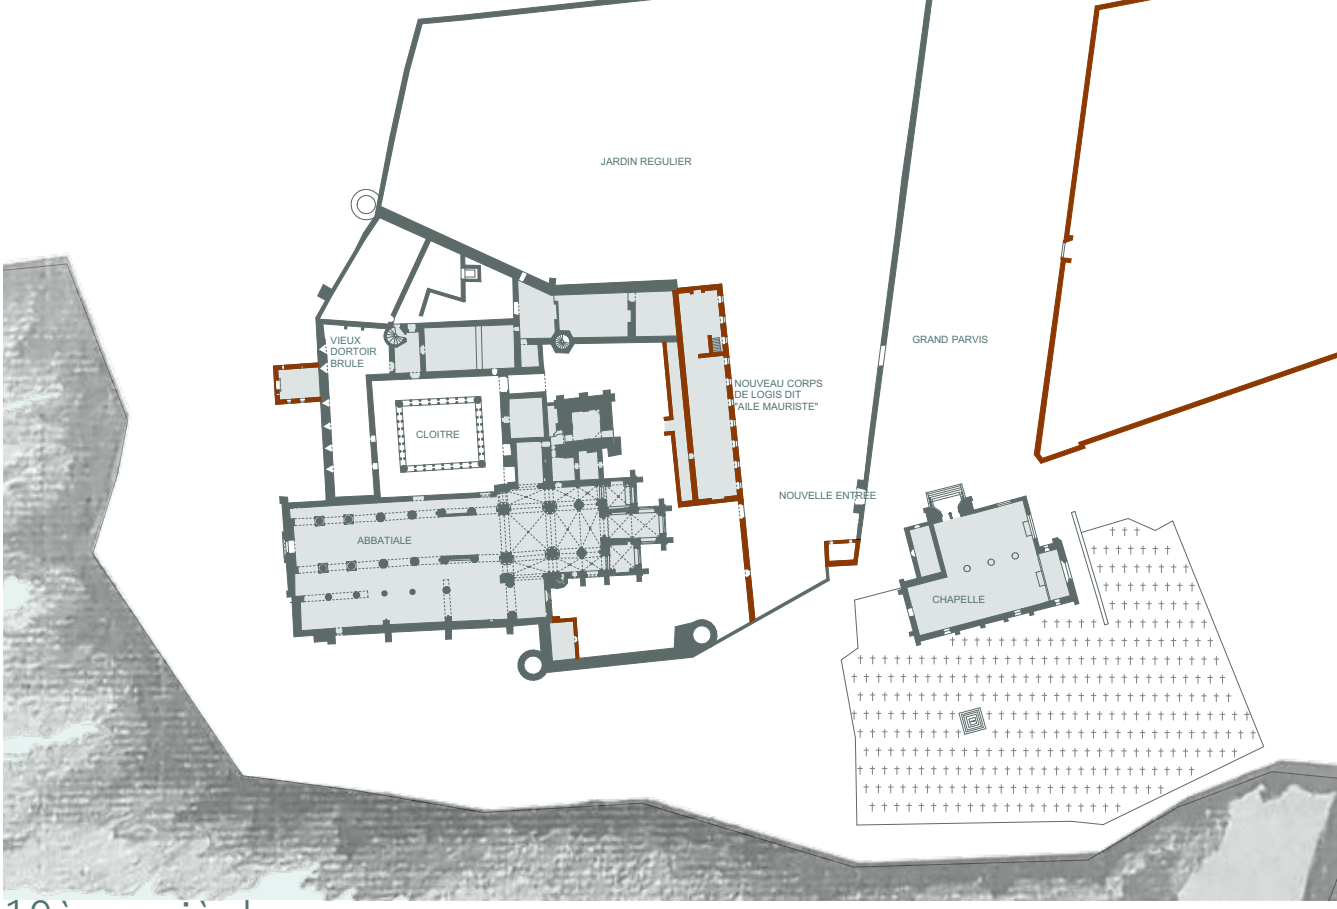 JARDIN REGULIER
VIEUX
DORTOIR
BRULE
GRAND PARVIS
NOUVEAU CORPS
DE LOGIS DIT
"AILE MAURISTE"
CLOITRE
NOUVELLE ENTREE
ABBATIALE
CHAPELLE